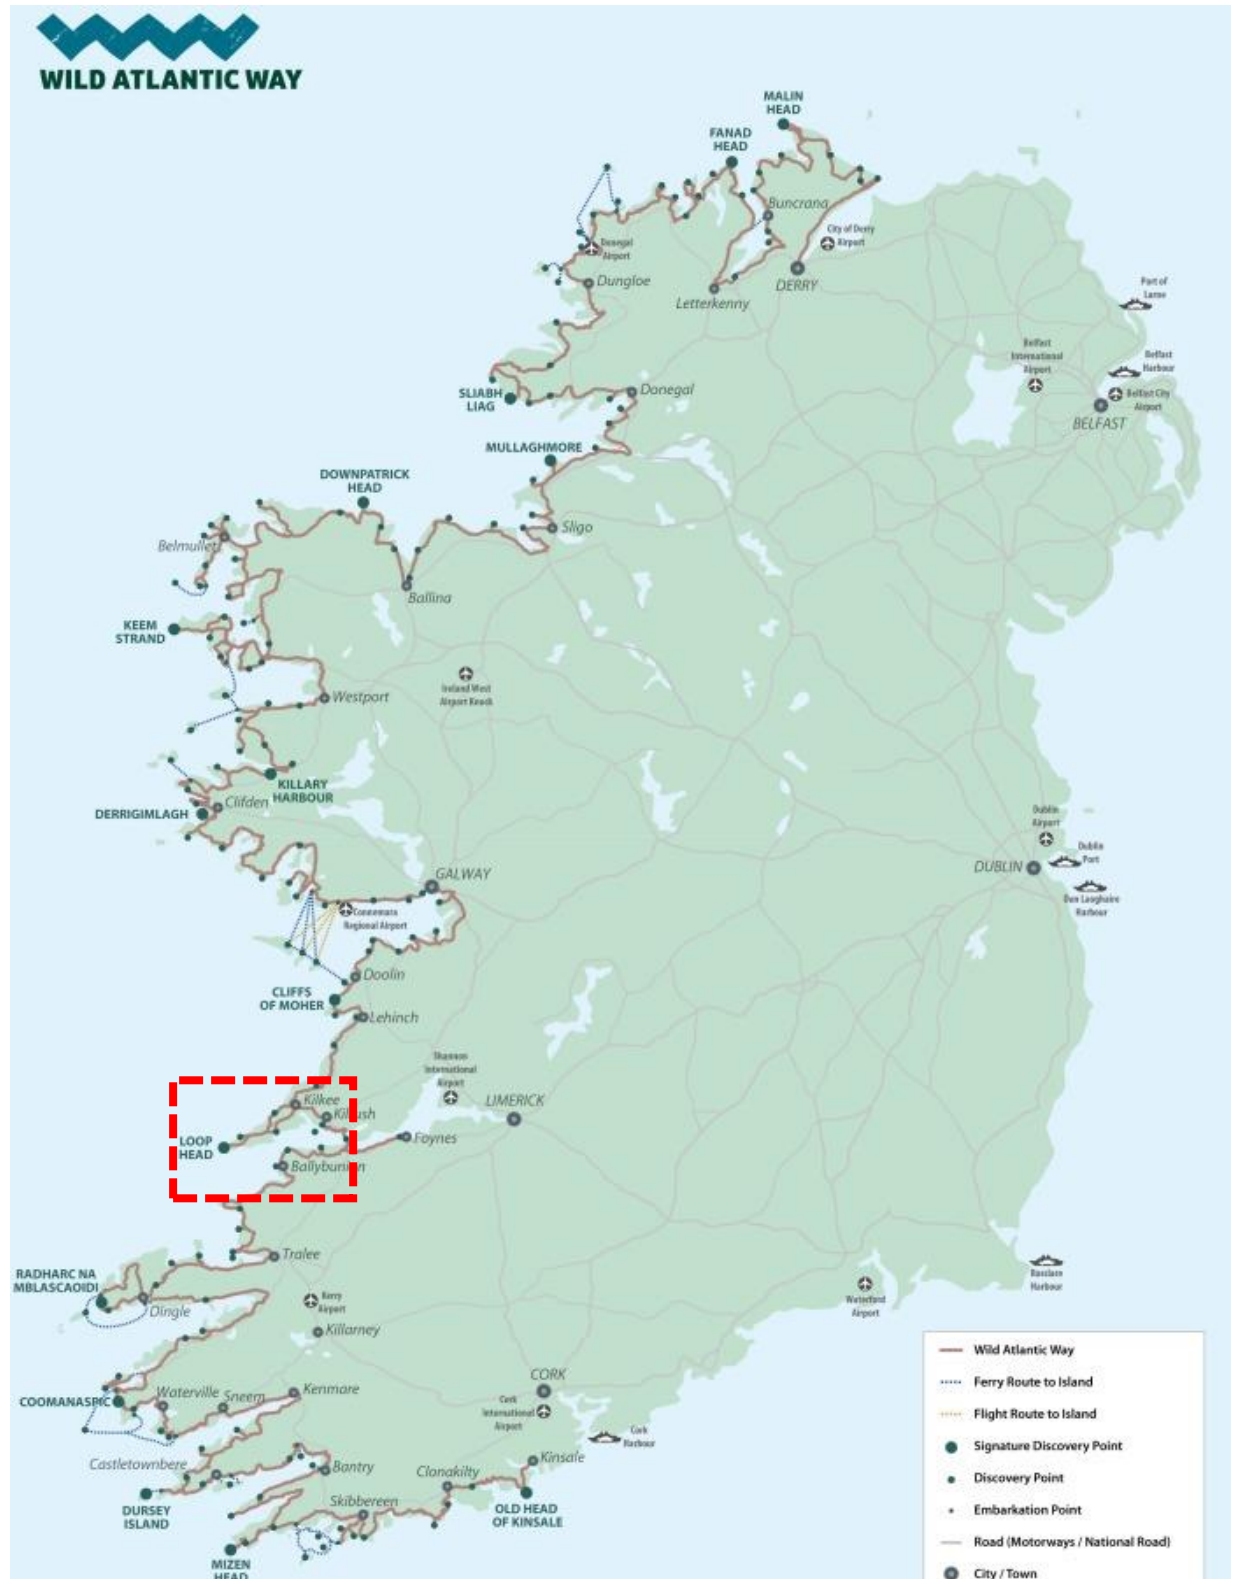 WILD ATLANTIC WAY
MALIN
HEAD
FANAD
HEAD
Buncrana
City of Derry
Airport
Donegal
Airport
Dungloe
DERRY
Letterkenny
Port of
Larne
Belfast
International
Airport
Belfast
Harbour
Belfast City
Airport
BELFAST
SLIABH
LIAG
Donegal
MULLAGHMORE
DOWNPATRICK
HEAD
Sligo
Belmullet
Ballina
KEEM
STRAND
Ireland West
Airport Knock
Westport
KILLARY
HARBOUR
Clifden
DERRIGIMLAGH
Dublin
Airport
Dublin
Port
DUBLIN
Dun Laoghaire
Harbour
GALWAY
Connemara
Regional Airport
Doolin
CLIFFS
OF MOHER
Lehinch
Shannon
International
Airport
Kilkee
Kilrush
LIMERICK
LOOP
HEAD
Foynes
Ballybunion
Tralee
RADHARC NA
MBLASCAOIDÍ
Dingle
Kerry
Airport
Killarney
Rosslare
Harbour
Waterford
Airport
CORK
Cork
International
Airport
Cork
Harbour
COOMANASPIC
Waterville
Sneem
Kenmare
Castletownbere
Bantry
Clonakilty
Kinsale
DURSEY
ISLAND
Skibbereen
OLD HEAD
OF KINSALE
MIZEN
HEAD
Wild Atlantic Way
Ferry Route to Island
Flight Route to Island
Signature Discovery Point
Discovery Point
Embarkation Point
Road (Motorways / National Road)
City / Town